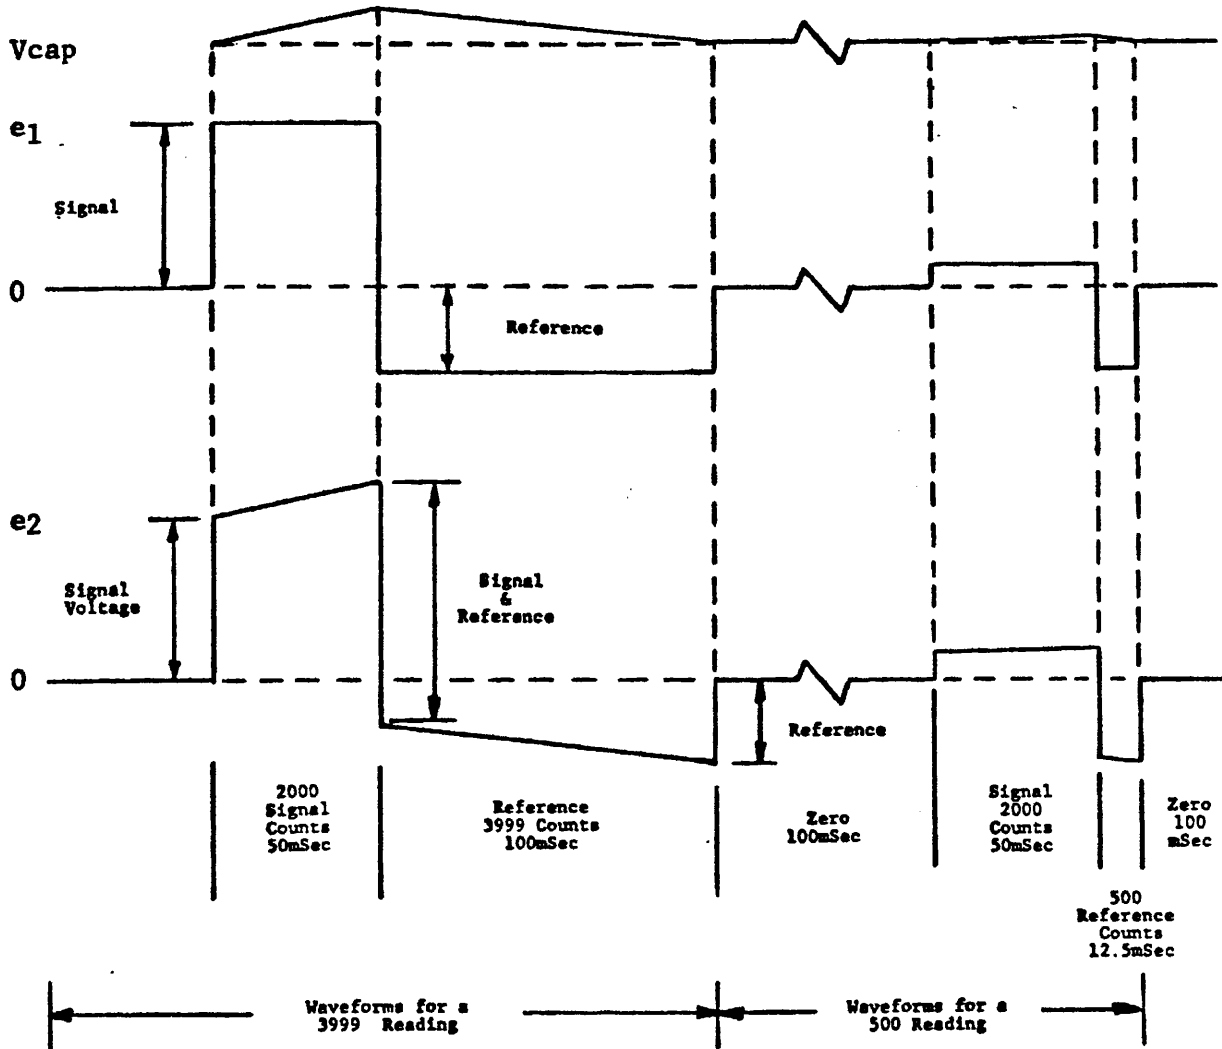 Vcap
e1
Signal
0
Reference
e2
Signal
Voltage
Signal
&
Reference
0
Reference
2000
Signal
Counts
50mSec
Reference
3999 Counts
100mSec
Zero
100mSec
Signal
2000
Counts
50mSec
Zero
100
mSec
500
Reference
Counts
12.5mSec
Waveforms for a
3999 Reading
Waveforms for a
500 Reading